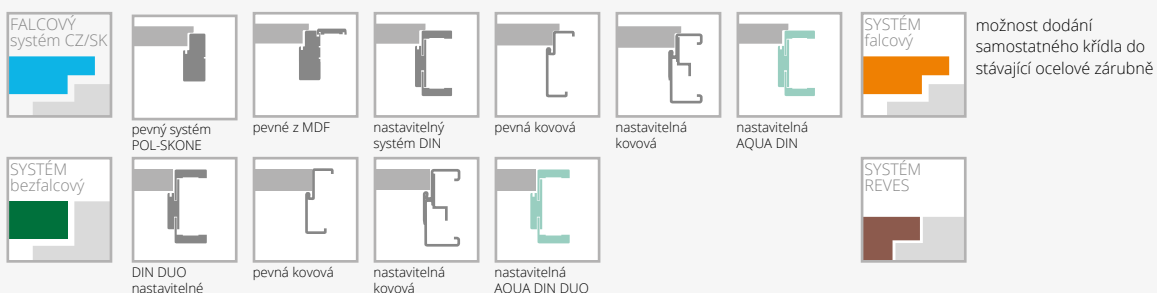 FALCOVÝ
systém CZ/SK
pevný systém
POL-SKONE
pevné z MDF
nastavitelný
systém DIN
pevná kovová
nastavitelná
kovová
nastavitelná
AQUA DIN
SYSTÉM
falcový
možnost dodání
samostatného křídla do
stávající ocelové zárubně
SYSTÉM
bezfalcový
DIN DUO
nastavitelné
pevná kovová
nastavitelná
kovová
nastavitelná
AQUA DIN DUO
SYSTÉM
REVES